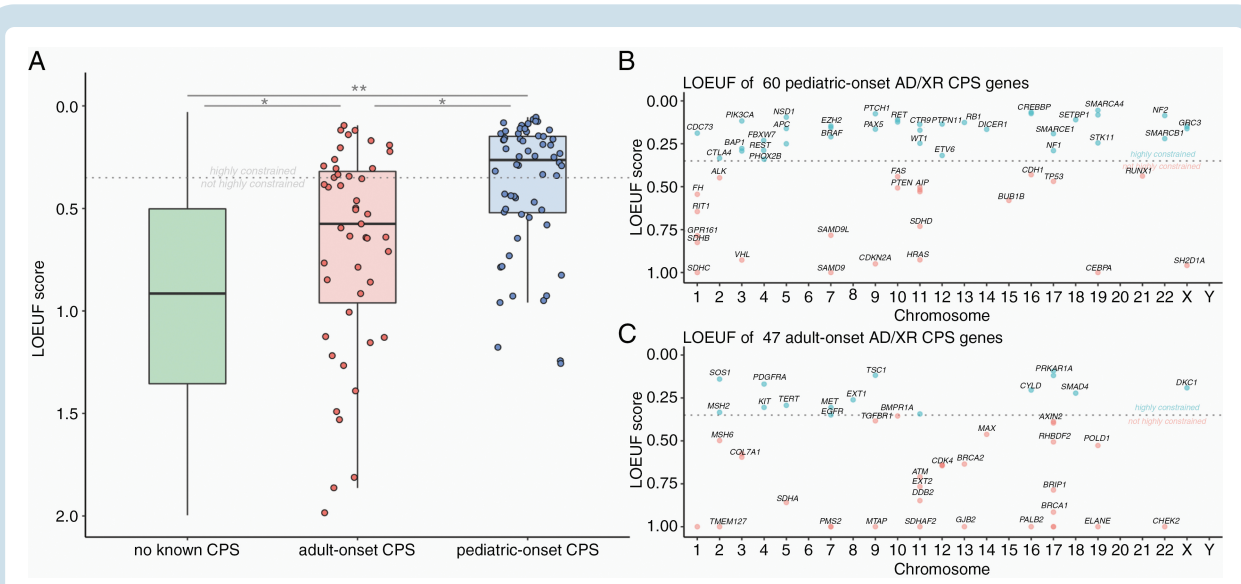 A
LOEUF score
0.0
0.5
1.0
1.5
2.0
**
*
*
highly constrained
not highly constrained
no known CPS
adult-onset CPS
pediatric-onset CPS
B
LOEUF of 60 pediatric-onset AD/XR CPS genes
LOEUF score
0.00
0.25
0.50
0.75
1.00
CDC73
PIK3CA
NSD1
APC
FBXW7
BAP1
REST
CTLA4
PHOX2B
EZH2
BRAF
PTCH1
PAX5
RET
CTR9
PTPN11
RB1
DICER1
WT1
ETV6
CREBBP
SMARCE1
NF1
SETBP1
SMARCA4
STK11
NF2
SMARCB1
GPC3
highly constrained
not highly constrained
ALK
FH
RIT1
GPR161
SDHB
SDHC
VHL
SAMD9L
SAMD9
FAS
PTEN
AIP
SDHD
CDKN2A
HRAS
BUB1B
CDH1
TP53
RUNX1
CEBPA
SH2D1A
1 2 3 4 5 6 7 8 9 10 11 12 13 14 15 16 17 18 19 20 21 22 X Y
Chromosome
C
LOEUF of 47 adult-onset AD/XR CPS genes
LOEUF score
0.00
0.25
0.50
0.75
1.00
SOS1
PDGFRA
MSH2
KIT
TERT
MET
EGFR
EXT1
TSC1
TGFBR1
BMPR1A
CYLD
PRKAR1A
SMAD4
DKC1
highly constrained
not highly constrained
MSH6
COL7A1
SDHA
TMEM127
PMS2
MTAP
ATM
EXT2
DDB2
SDHAF2
CDK4
BRCA2
GJB2
MAX
AXIN2
RHBDF2
POLD1
BRIP1
BRCA1
PALB2
ELANE
CHEK2
1 2 3 4 5 6 7 8 9 10 11 12 13 14 15 16 17 18 19 20 21 22 X Y
Chromosome